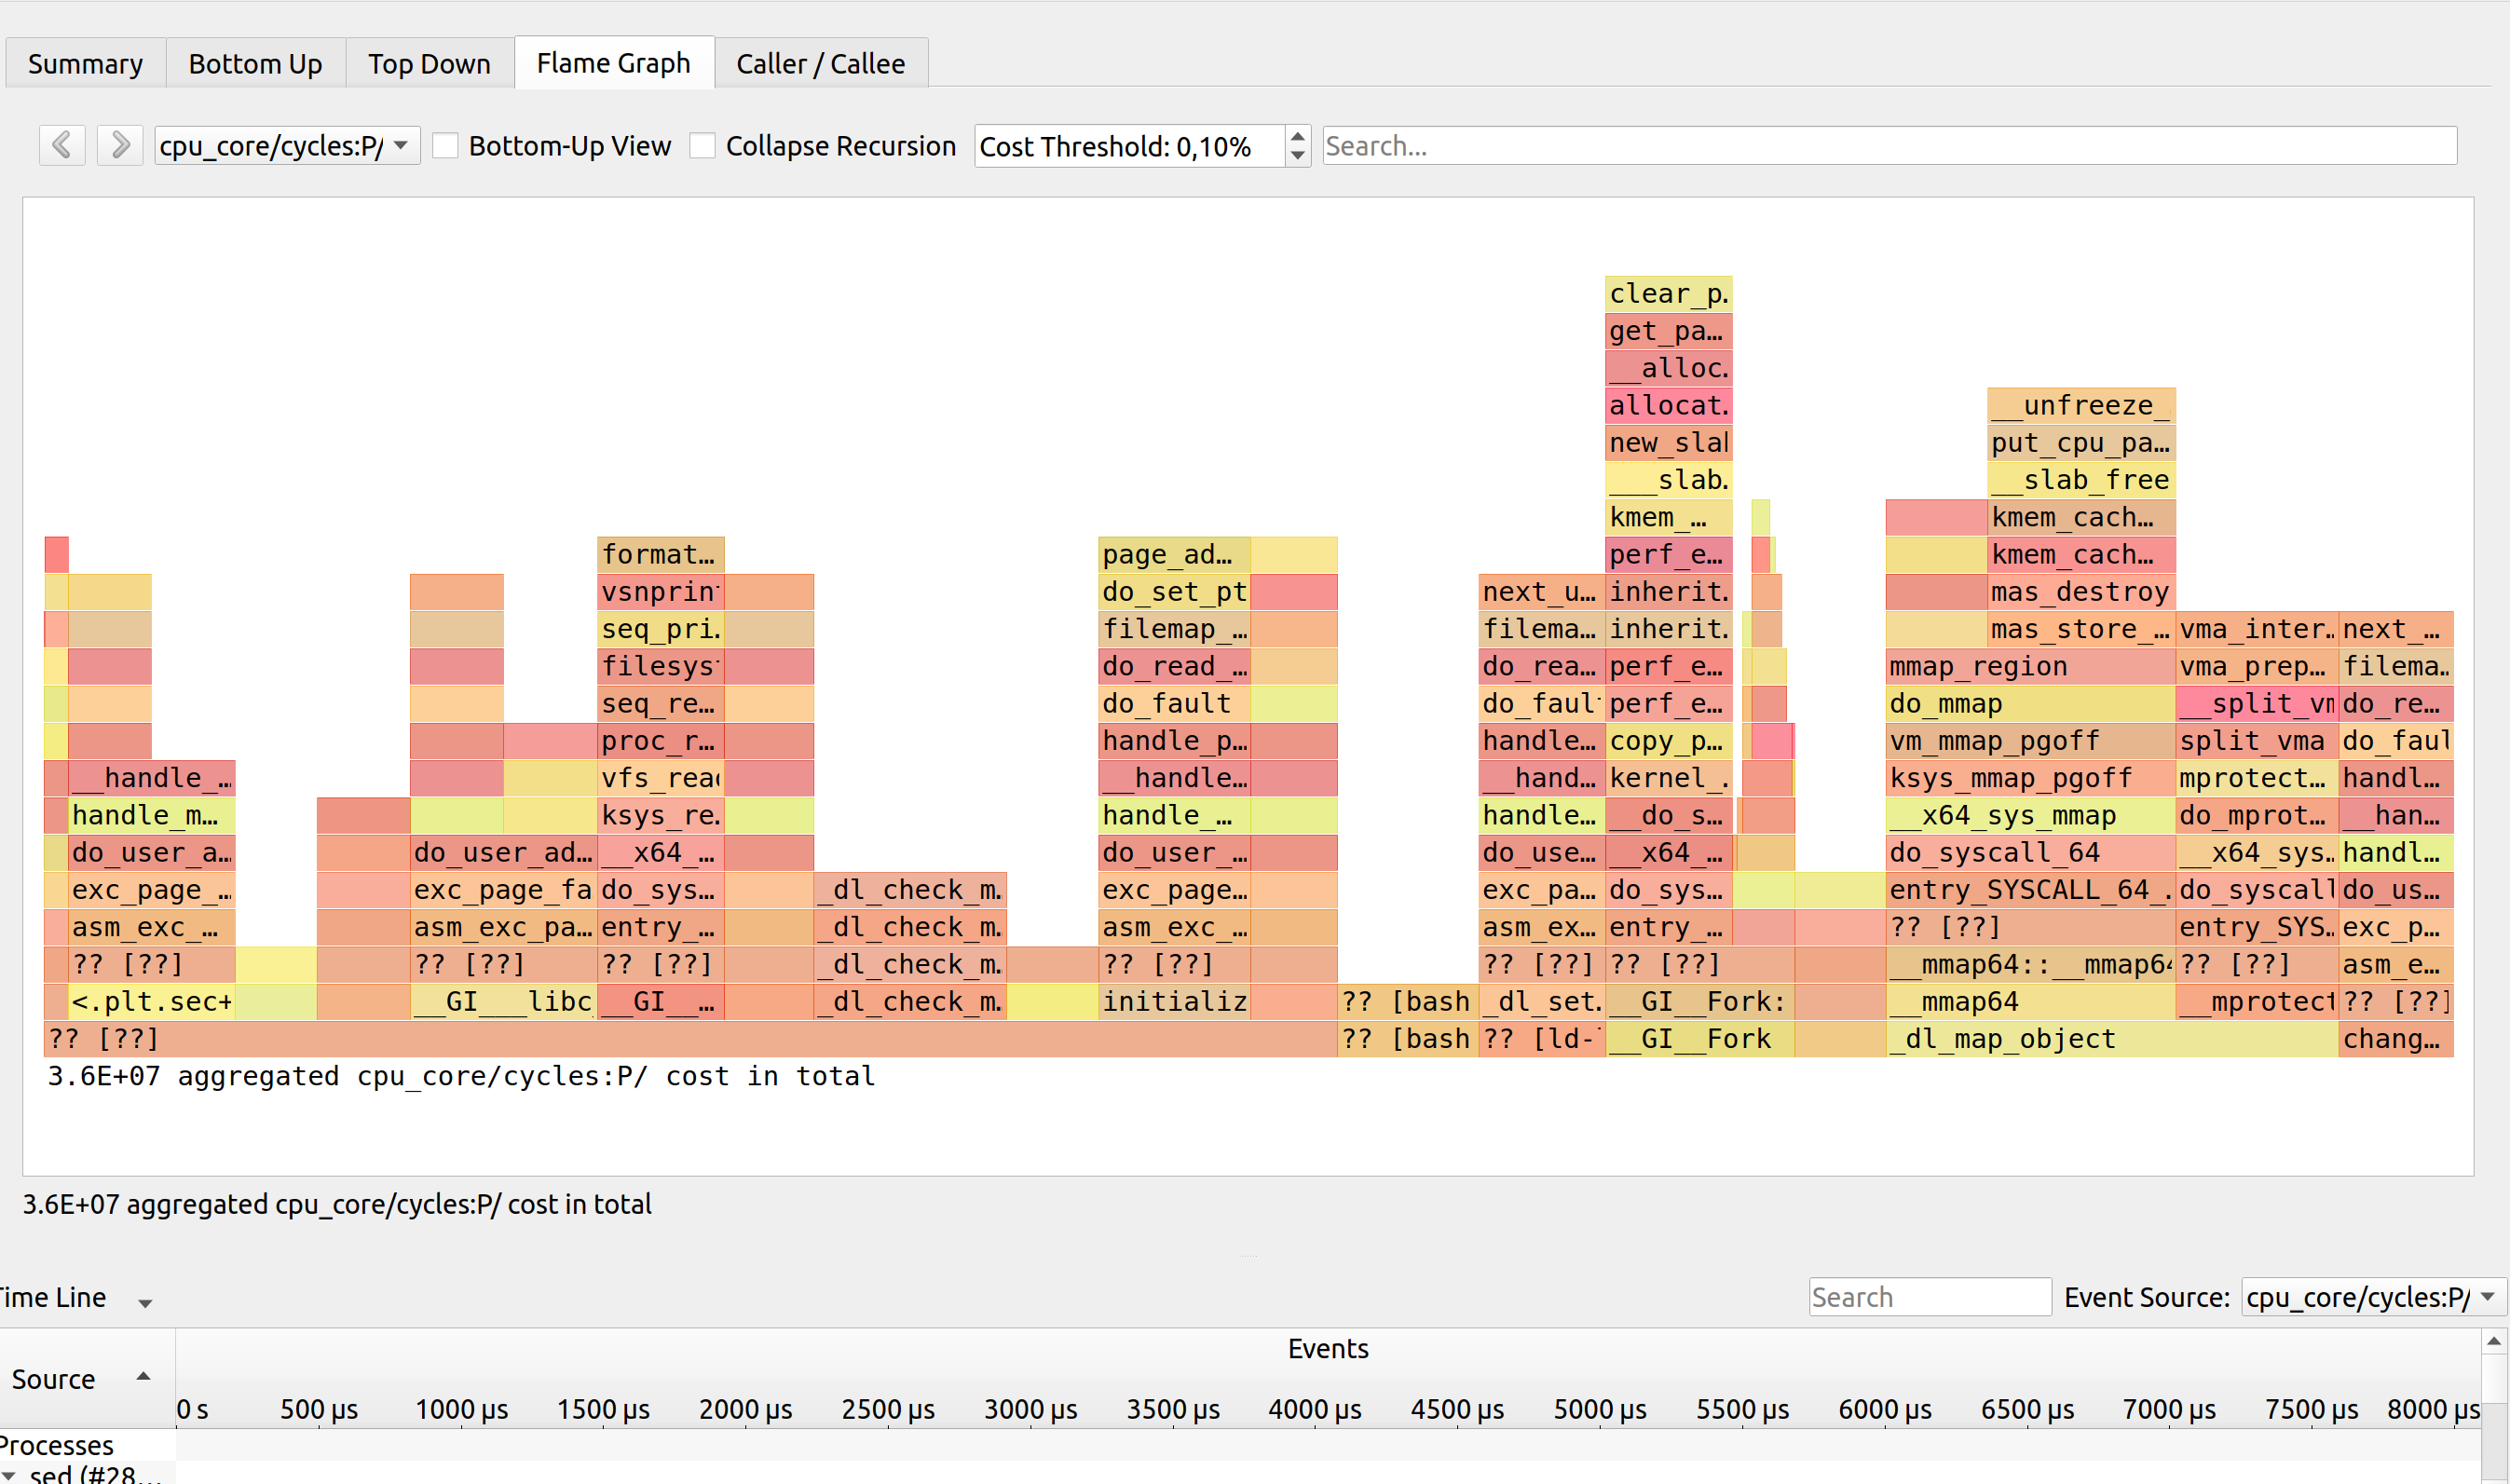 Summary Bottom Up Top Down Flame Graph Caller / Callee
cpu_core/cycles:P/ Bottom-Up View Collapse Recursion Cost Threshold: 0,10% Search...
clear_p.
get_pa…
__alloc.
allocat. __unfreeze_
new_slal put_cpu_pa…
___slab. __slab_free
kmem_… kmem_cach…
format… page_ad… perf_e… kmem_cach…
vsnprin do_set_pt next_u… inherit. mas_destroy
seq_pri. filemap_… filema… inherit. mas_store_… vma_inter. next_…
filesys do_read_… do_rea… perf_e… mmap_region vma_prep… filema…
seq_re… do_fault do_faul perf_e… do_mmap __split_vm do_re…
proc_r… handle_p… handle… copy_p… vm_mmap_pgoff split_vma do_faul
__handle_… vfs_read __handle… __hand… kernel_. ksys_mmap_pgoff mprotect… handl…
handle_m… ksys_re. handle_… handle… __do_s… __x64_sys_mmap do_mprot… __han…
do_user_a… do_user_ad… __x64_… do_user_… do_use… __x64_… do_syscall_64 __x64_sys. handl…
exc_page_… exc_page_fa do_sys… _dl_check_m. exc_page… exc_pa… do_sys… entry_SYSCALL_64_. do_syscall do_us…
asm_exc_… asm_exc_pa… entry_… _dl_check_m. asm_exc_… asm_ex… entry_… ?? [??] entry_SYS. exc_p…
?? [??] ?? [??] ?? [??] _dl_check_m. ?? [??] ?? [??] ?? [??] __mmap64::__mmap64 ?? [??] asm_e…
<.plt.sec+ __GI___libc __GI__… _dl_check_m. initializ ?? [bash _dl_set. __GI__Fork: __mmap64 __mprotect ?? [??]
?? [??] ?? [bash ?? [ld- __GI__Fork _dl_map_object chang…
3.6E+07 aggregated cpu_core/cycles:P/ cost in total
3.6E+07 aggregated cpu_core/cycles:P/ cost in total
Time Line Search Event Source: cpu_core/cycles:P/
Events
Source
0 s 500 µs 1000 µs 1500 µs 2000 µs 2500 µs 3000 µs 3500 µs 4000 µs 4500 µs 5000 µs 5500 µs 6000 µs 6500 µs 7000 µs 7500 µs 8000 µs
Processes
sed (#28…